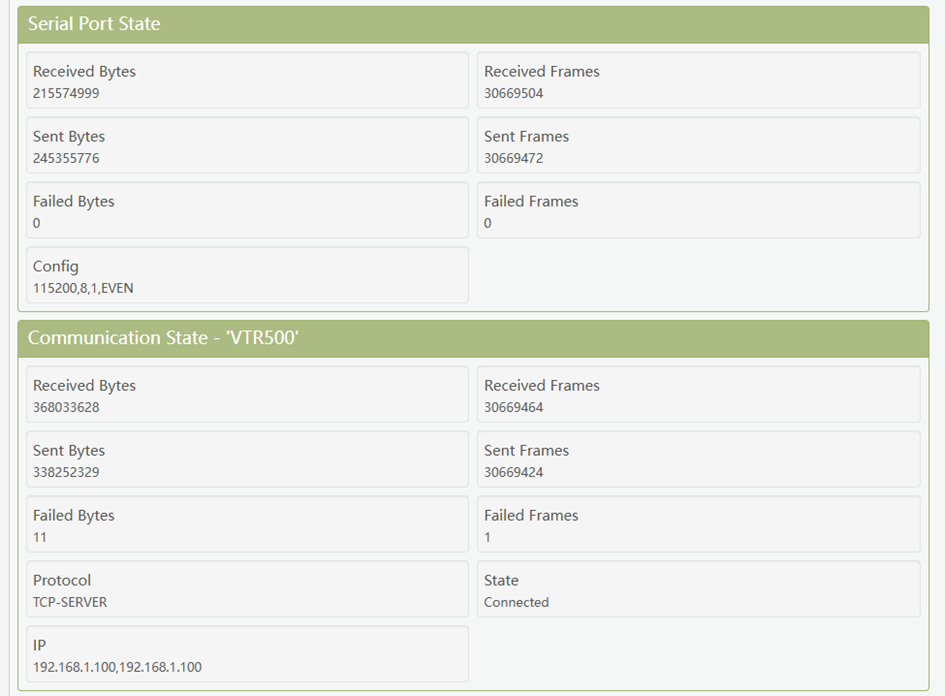 Serial Port State
Received Bytes
215574999
Received Frames
30669504
Sent Bytes
245355776
Sent Frames
30669472
Failed Bytes
0
Failed Frames
0
Config
115200,8,1,EVEN
Communication State - 'VTR500'
Received Bytes
368033628
Received Frames
30669464
Sent Bytes
338252329
Sent Frames
30669424
Failed Bytes
11
Failed Frames
1
Protocol
TCP-SERVER
State
Connected
IP
192.168.1.100,192.168.1.100